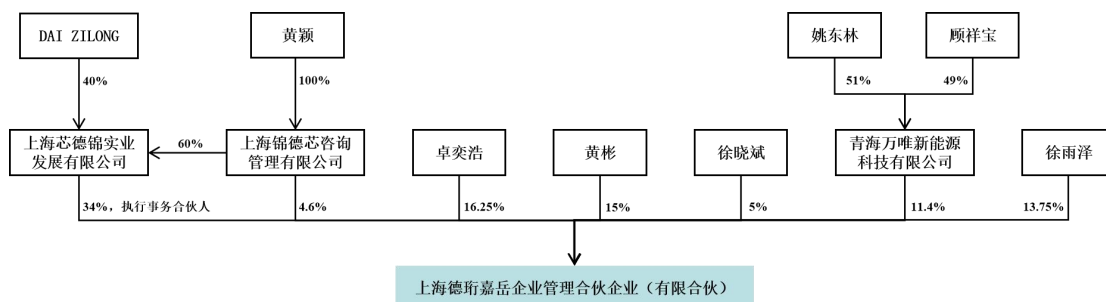 DAI ZILONG
黄颖
姚东林
顾祥宝
40%
100%
51%
49%
上海芯德锦实业
发展有限公司
60%
上海锦德芯咨询
管理有限公司
卓奕浩
黄彬
徐晓斌
青海万唯新能源
科技有限公司
徐雨泽
34%，执行事务合伙人
4.6%
16.25%
15%
5%
11.4%
13.75%
上海德珩嘉岳企业管理合伙企业（有限合伙）